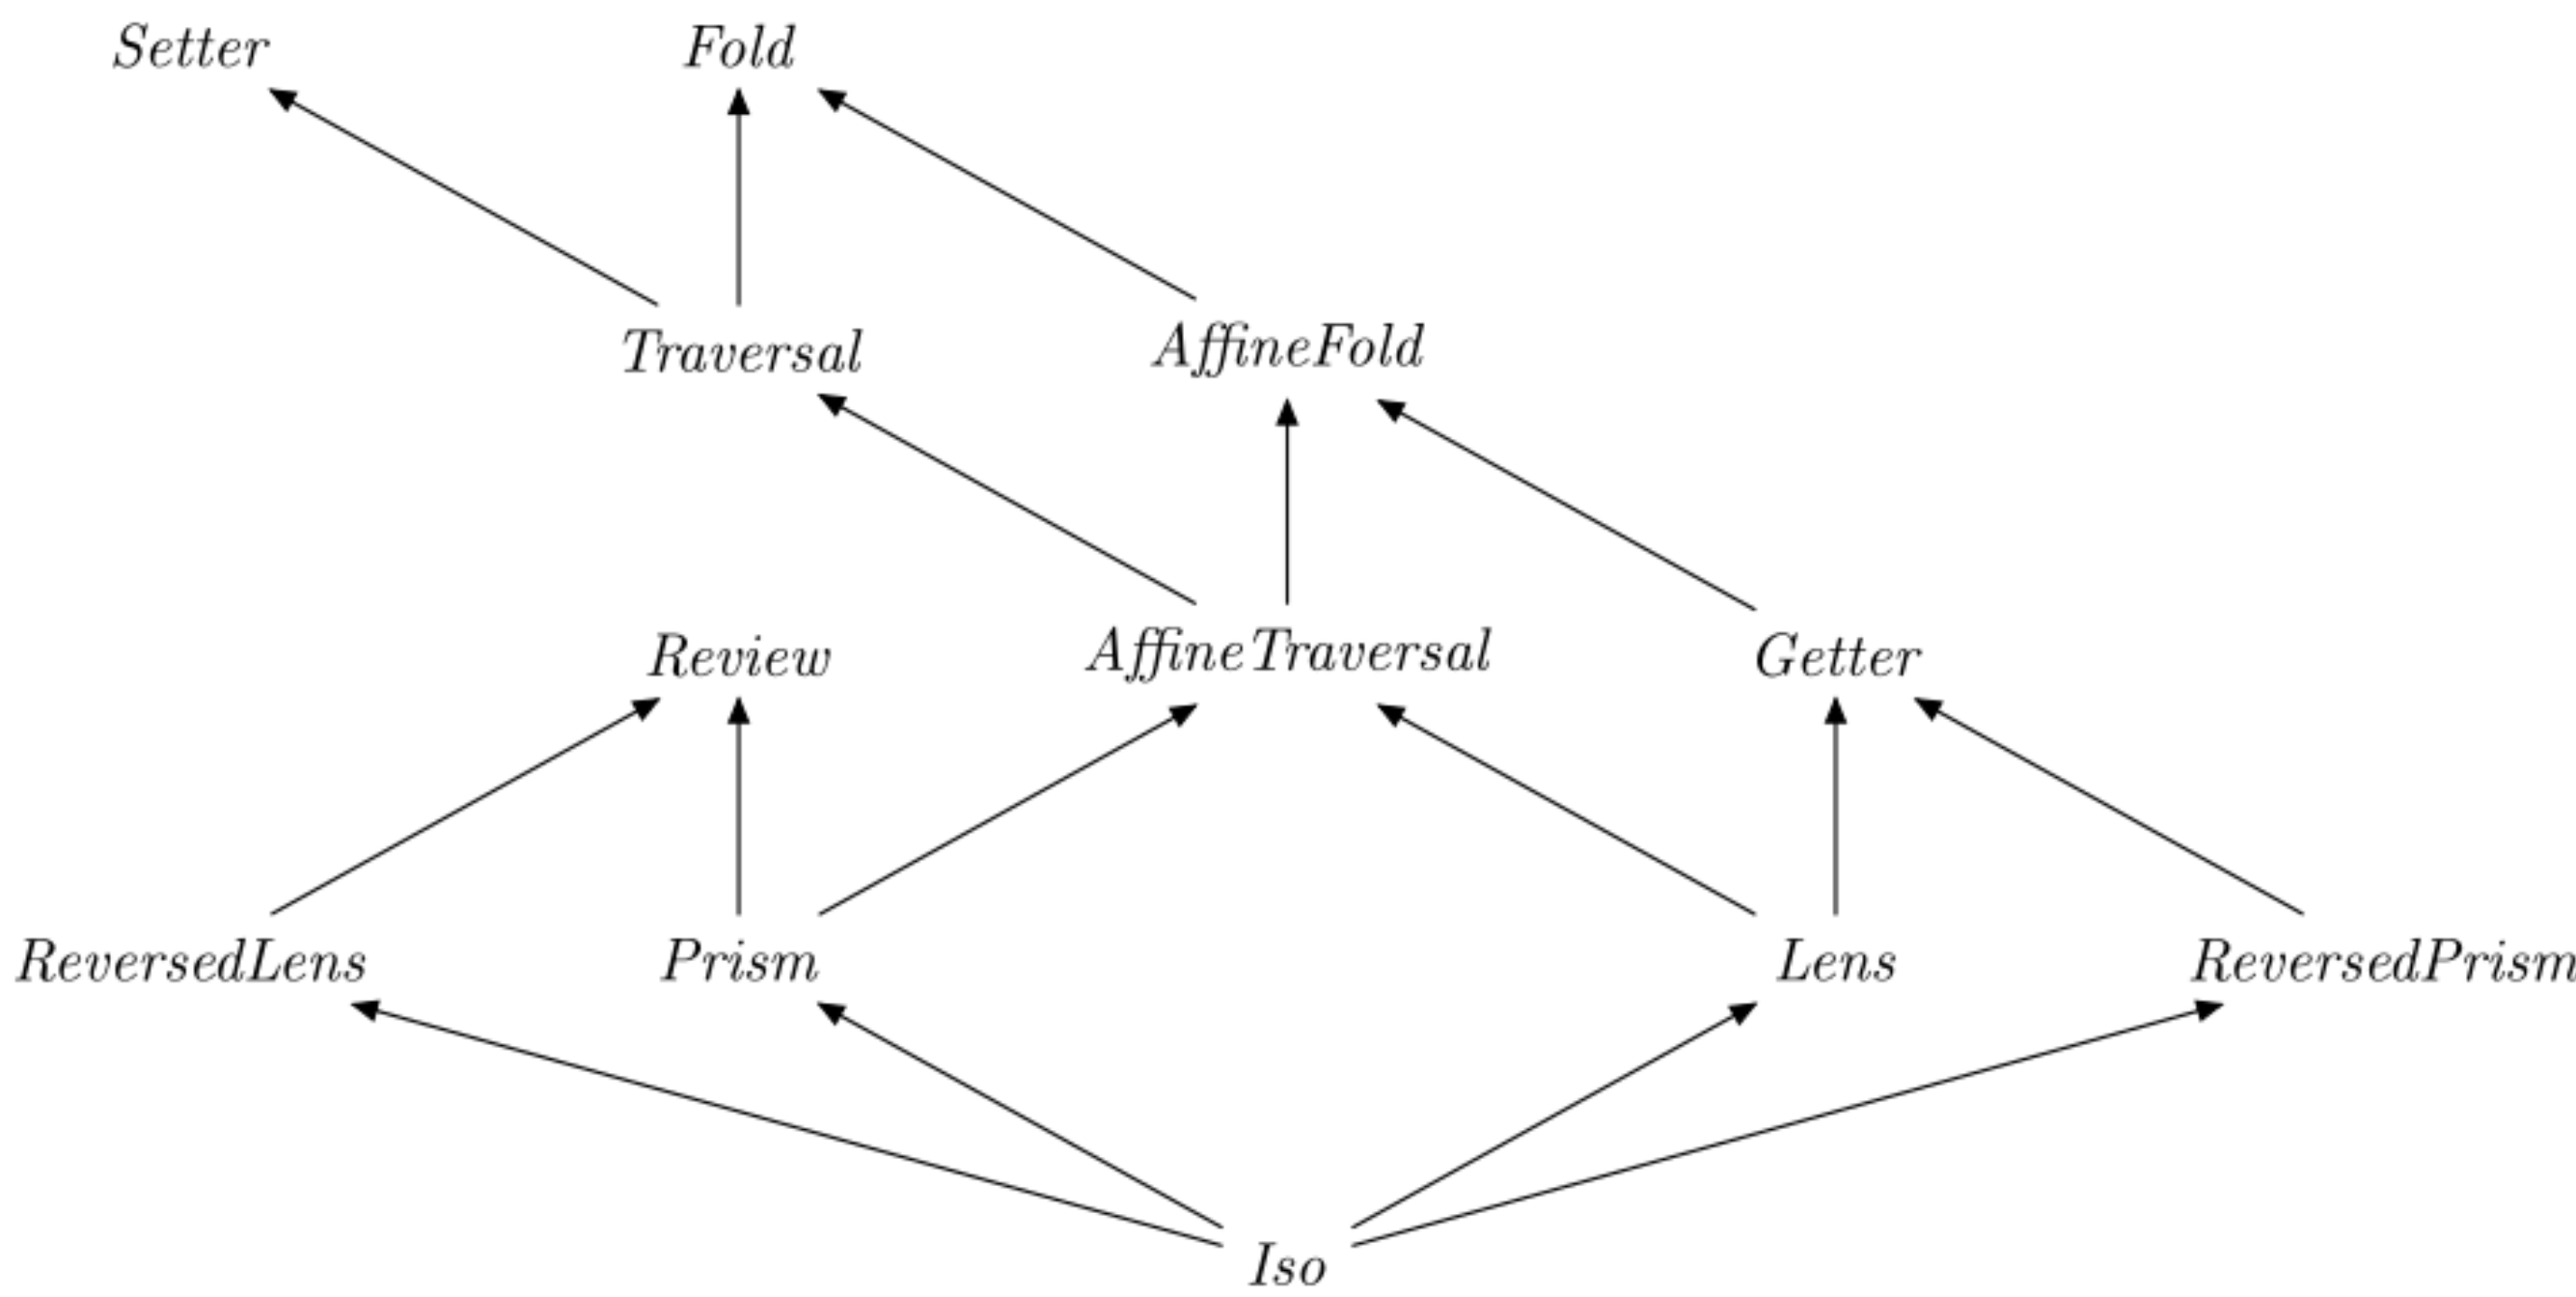 Setter Fold
Traversal AffineFold
Review AffineTraversal Getter
ReversedLens Prism Lens ReversedPrism
Iso